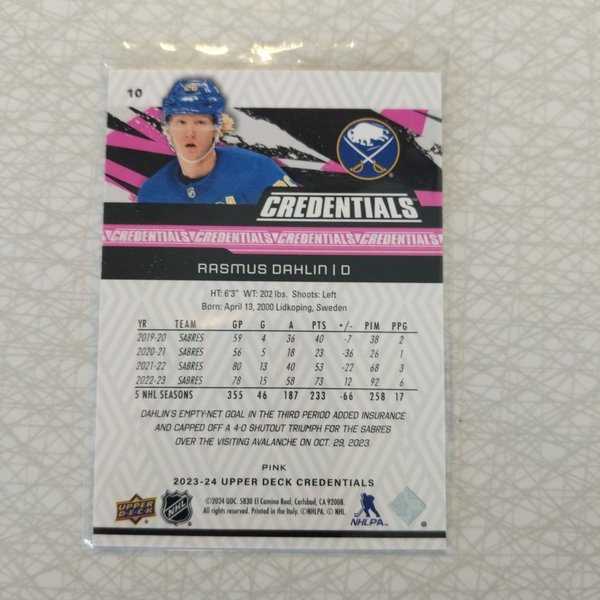 10
CREDENTIALS
CREDENTIALS CREDENTIALS CREDENTIALS CREDENTIALS
RASMUS DAHLIN | D
HT: 6'3" WT: 202 lbs. Shoots: Left
Born: April 13, 2000 Lidkoping, Sweden
YR TEAM GP G A PTS +/- PIM PPG
2019-20 SABRES 59 4 36 40 -7 38 2
2020-21 SABRES 56 5 18 23 -36 26 1
2021-22 SABRES 80 13 40 53 -22 68 3
2022-23 SABRES 78 15 58 73 12 92 6
5 NHL SEASONS 355 46 187 233 -66 258 17
DAHLIN'S EMPTY-NET GOAL IN THE THIRD PERIOD ADDED INSURANCE
AND CAPPED OFF A 4-0 SHUTOUT TRIUMPH FOR THE SABRES
OVER THE VISITING AVALANCHE ON OCT. 29, 2023.
PINK
2023-24 UPPER DECK CREDENTIALS
UPPER DECK
NHL
©2024 UDC. 5830 El Camino Real, Carlsbad, CA 92008.
All rights reserved. Printed in the Italy. ©NHLPA. © NHL.
NHLPA